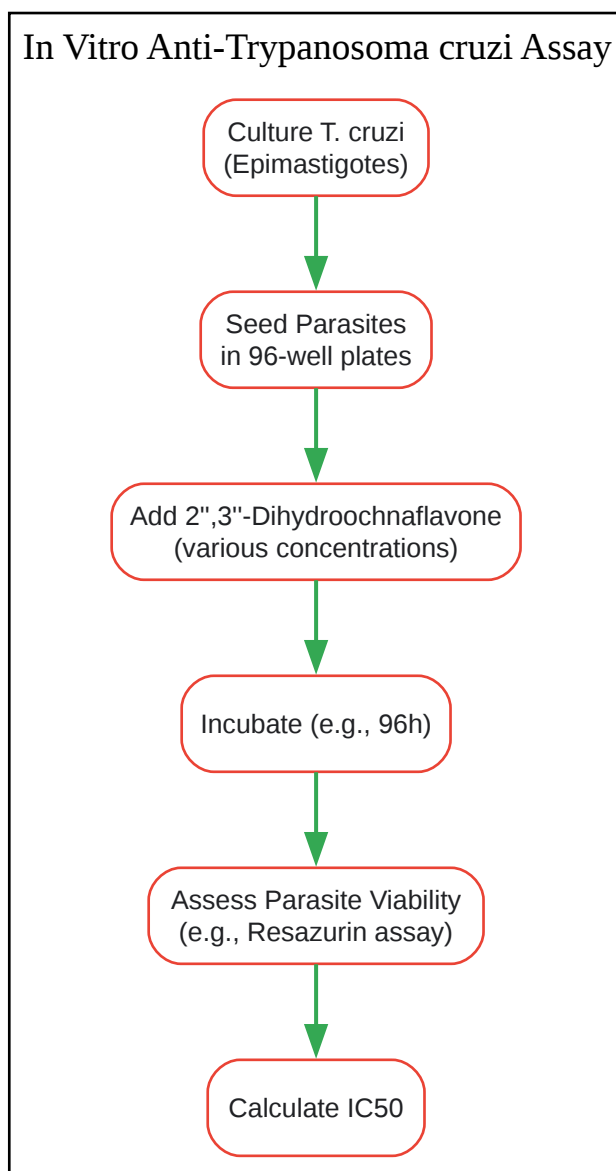 In Vitro Anti-Trypanosoma cruzi Assay
Culture T. cruzi
(Epimastigotes)
Seed Parasites
in 96-well plates
Add 2'',3''-Dihydroochnaflavone
(various concentrations)
Incubate (e.g., 96h)
Assess Parasite Viability
(e.g., Resazurin assay)
Calculate IC50